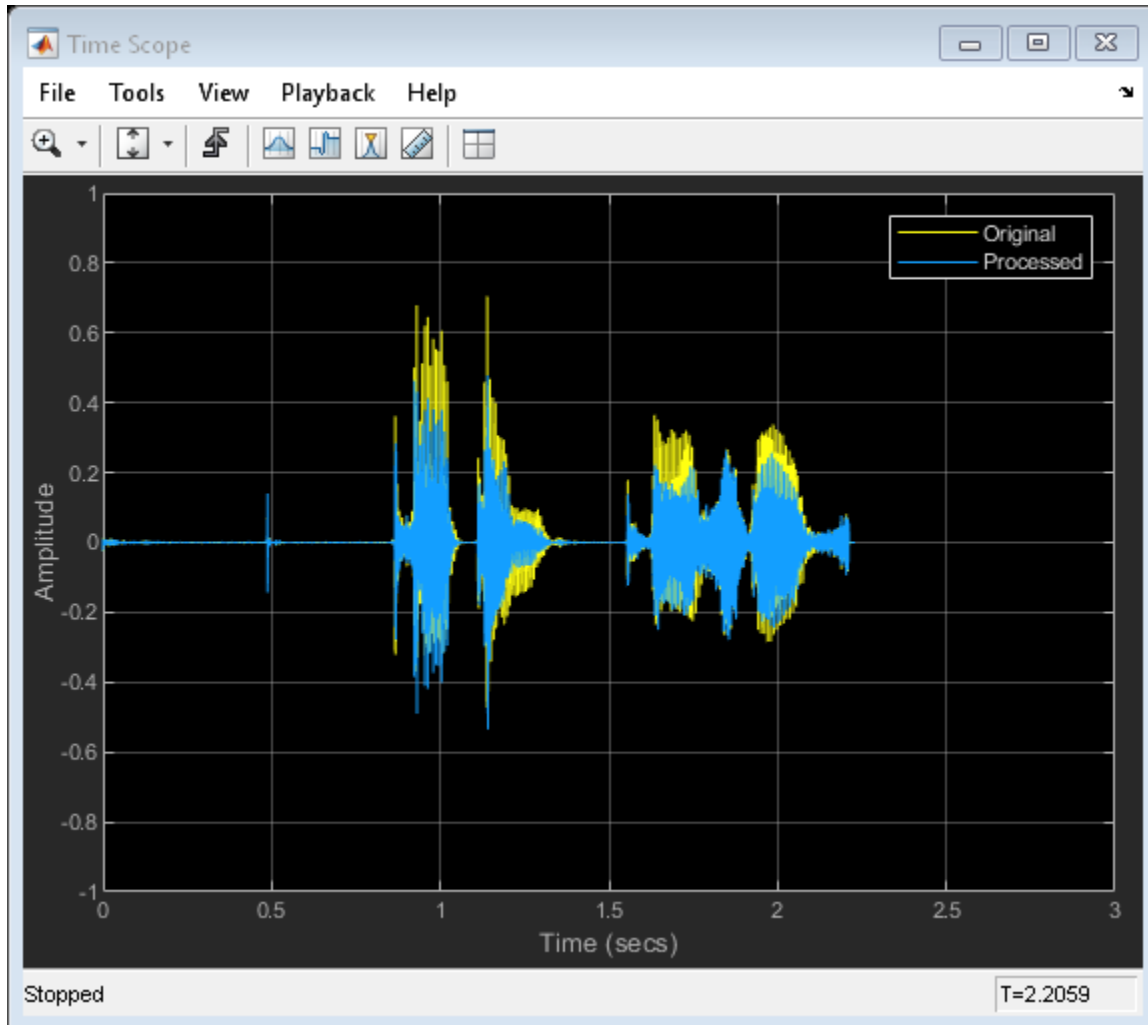 Time Scope
File Tools View Playback Help
1
0.8
0.6
0.4
0.2
0
-0.2
-0.4
-0.6
-0.8
-1
Amplitude
Original
Processed
0 0.5 1 1.5 2 2.5 3
Time (secs)
Stopped T=2.2059